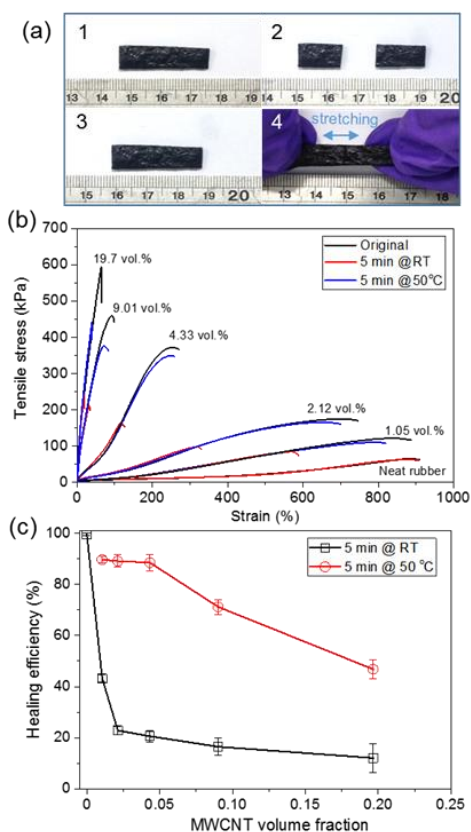 (a)
1
2
13 14 15 16 17 18 19
14 15 16 17 18 19 20
3
4
stretching
15 16 17 18 19 20
14 15 16 17 18
(b)
700
600
500
400
300
200
100
0
Tensile stress (kPa)
19.7 vol.%
9.01 vol.%
4.33 vol.%
2.12 vol.%
1.05 vol.%
Neat rubber
Original
5 min @RT
5 min @50°C
0 200 400 600 800 1000
Strain (%)
(c)
100
80
60
40
20
0
Healing efficiency (%)
5 min @ RT
5 min @ 50 °C
0 0.05 0.10 0.15 0.20 0.25
MWCNT volume fraction